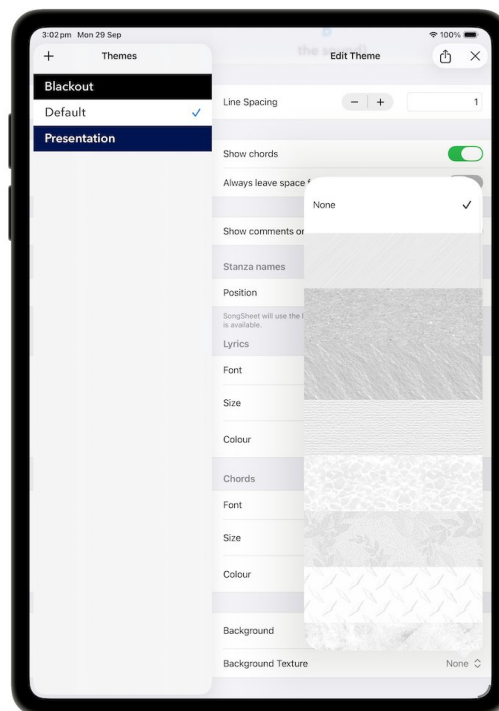 3:02 pm Mon 29 Sep
100%
Themes
Blackout
Default
Presentation
the sound!
Edit Theme
Line Spacing
1
Show chords
Always leave space f
Show comments on
Stanza names
Position
SongSheet will use the l
is available.
Lyrics
Font
Size
Colour
Chords
Font
Size
Colour
Background
Background Texture
None
None